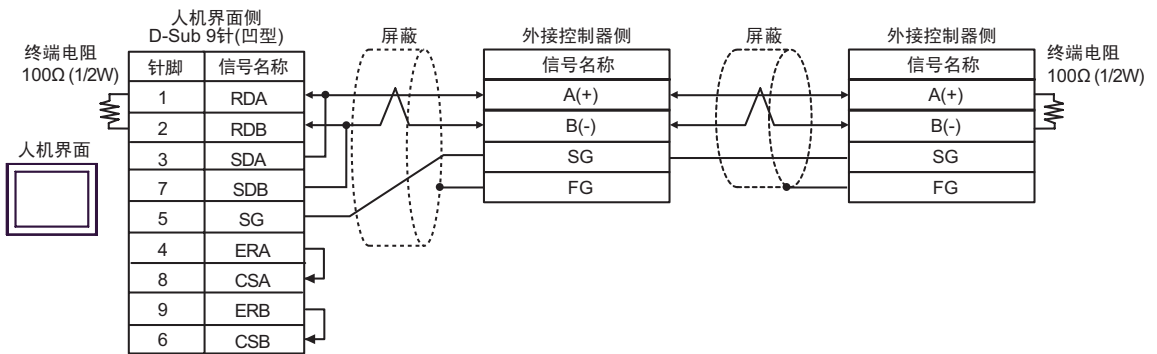 人机界面侧
D-Sub 9针(凹型)
终端电阻
100Ω (1/2W)
人机界面
针脚 信号名称
1 RDA
2 RDB
3 SDA
7 SDB
5 SG
4 ERA
8 CSA
9 ERB
6 CSB
屏蔽
外接控制器侧
信号名称
A(+)
B(-)
SG
FG
屏蔽
外接控制器侧
信号名称
A(+)
B(-)
SG
FG
终端电阻
100Ω (1/2W)